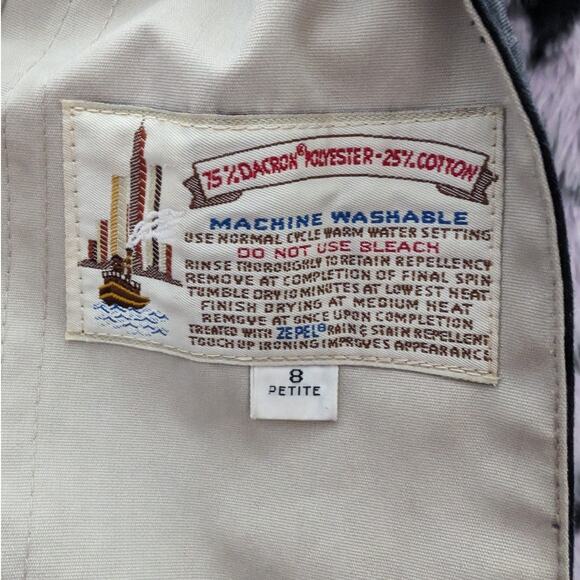 75% DACRON® POLYESTER - 25% COTTON
MACHINE WASHABLE
USE NORMAL CYCLE WARM WATER SETTING
DO NOT USE BLEACH
RINSE THOROUGHLY TO RETAIN REPELLENCY
REMOVE AT COMPLETION OF FINAL SPIN
TUMBLE DRY 10 MINUTES AT LOWEST HEAT.
FINISH DRYING AT MEDIUM HEAT
REMOVE AT ONCE UPON COMPLETION
TREATED WITH ZEPEL® RAIN & STAIN REPELLENT
TOUCH UP IRONING IMPROVES APPEARANCE
8
PETITE